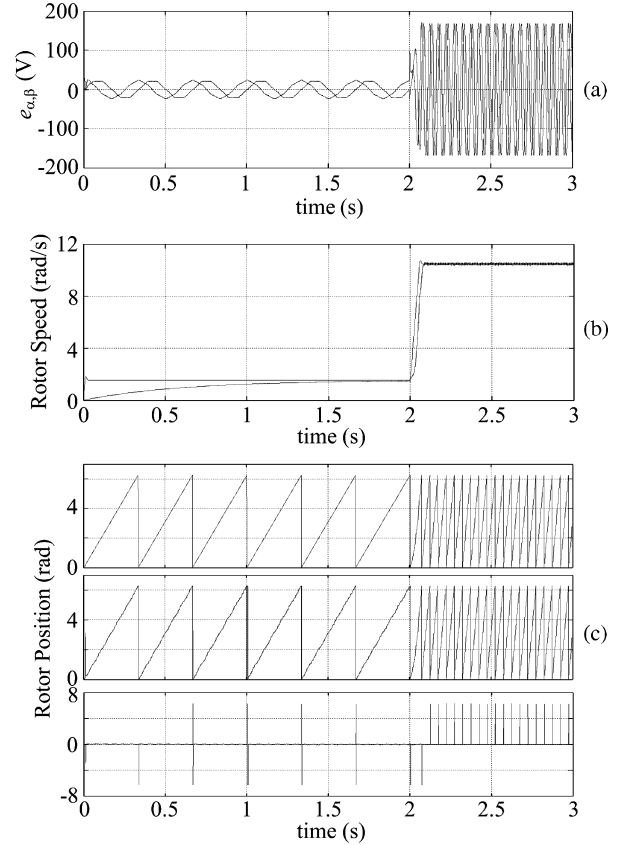 200
100
0
-100
-200
eα,β (V)
0 0.5 1 1.5 2 2.5 3
time (s)
(a)
12
8
4
0
Rotor Speed (rad/s)
0 0.5 1 1.5 2 2.5 3
time (s)
(b)
4
0
4
0
8
0
-8
Rotor Position (rad)
0 0.5 1 1.5 2 2.5 3
time (s)
(c)